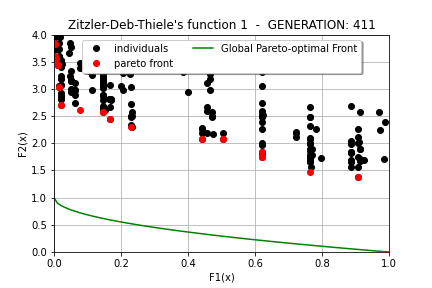 Zitzler-Deb-Thiele's function 1 - GENERATION: 411
individuals
pareto front
Global Pareto-optimal Front
F2(x)
4.0
3.5
3.0
2.5
2.0
1.5
1.0
0.5
0.0
0.0 0.2 0.4 0.6 0.8 1.0
F1(x)